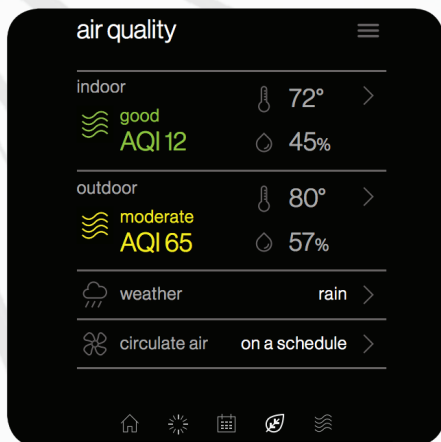 air quality
indoor
good
AQI 12
72°
45%
outdoor
moderate
AQI 65
80°
57%
weather rain
circulate air on a schedule